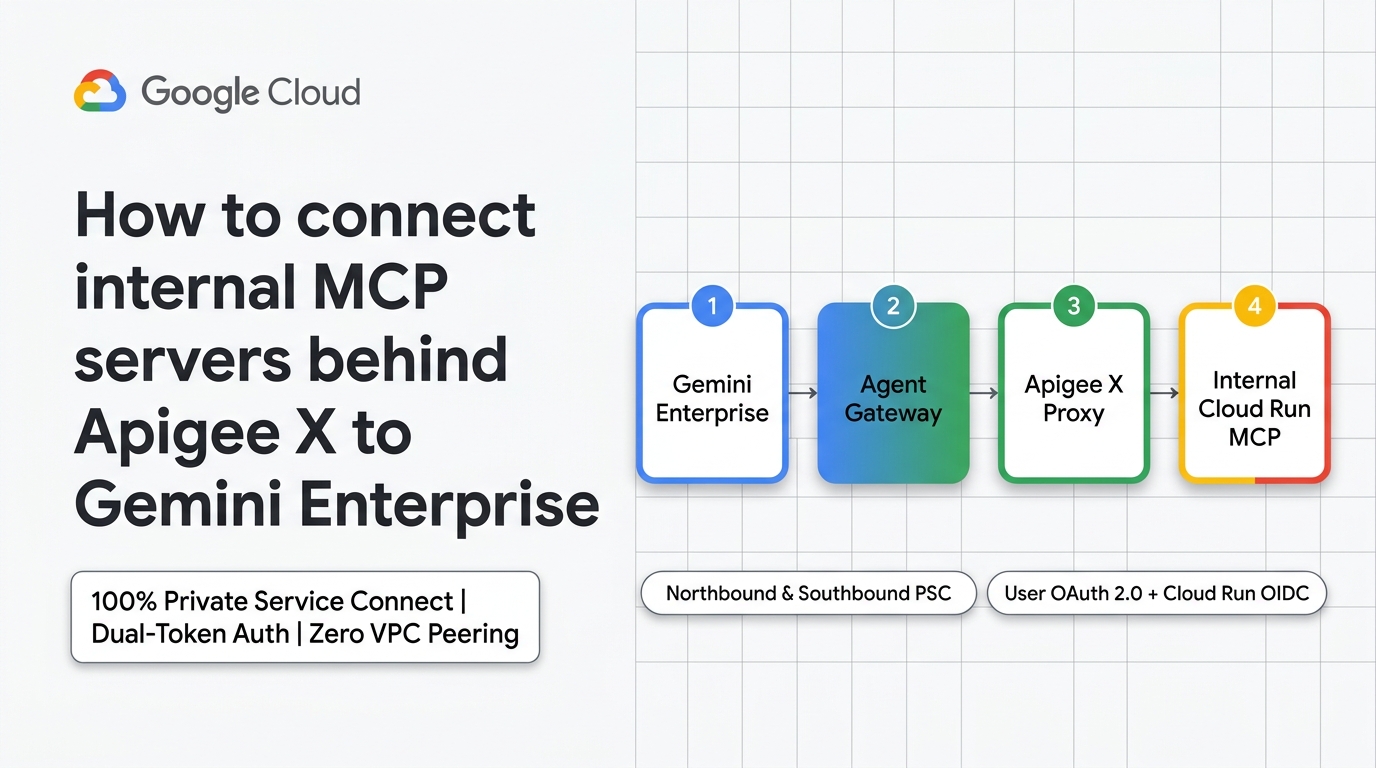 Google Cloud
How to connect
internal MCP
servers behind
Apigee X to
Gemini Enterprise
100% Private Service Connect |
Dual-Token Auth | Zero VPC Peering
1
Gemini
Enterprise
2
Agent
Gateway
3
Apigee X
Proxy
4
Internal
Cloud Run
MCP
Northbound & Southbound PSC
User OAuth 2.0 + Cloud Run OIDC